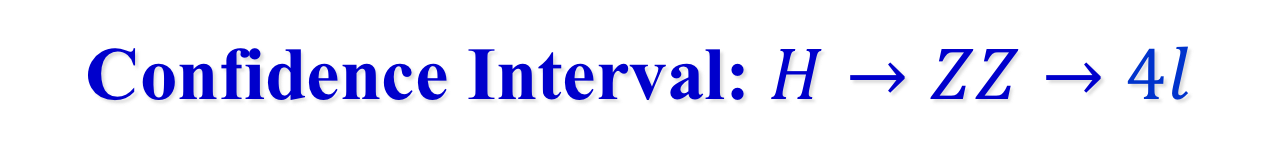 Confidence Interval: H → ZZ → 4l